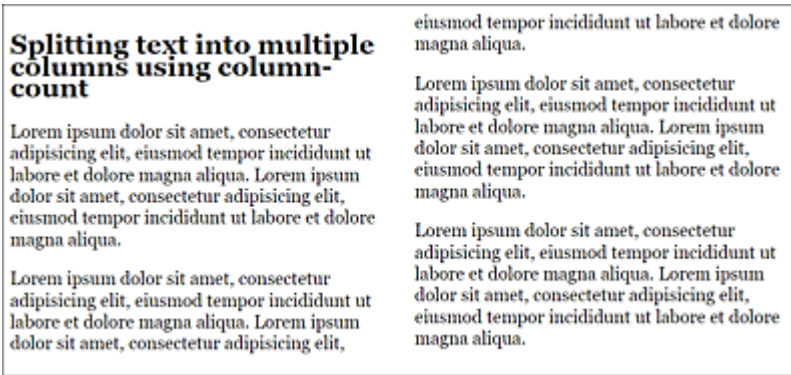 Splitting text into multiple
columns using column-
count
Lorem ipsum dolor sit amet, consectetur
adipisicing elit, eiusmod tempor incididunt ut
labore et dolore magna aliqua. Lorem ipsum
dolor sit amet, consectetur adipisicing elit,
eiusmod tempor incididunt ut labore et dolore
magna aliqua.
Lorem ipsum dolor sit amet, consectetur
adipisicing elit, eiusmod tempor incididunt ut
labore et dolore magna aliqua. Lorem ipsum
dolor sit amet, consectetur adipisicing elit,
eiusmod tempor incididunt ut labore et dolore
magna aliqua.
Lorem ipsum dolor sit amet, consectetur
adipisicing elit, eiusmod tempor incididunt ut
labore et dolore magna aliqua. Lorem ipsum
dolor sit amet, consectetur adipisicing elit,
eiusmod tempor incididunt ut labore et dolore
magna aliqua.
Lorem ipsum dolor sit amet, consectetur
adipisicing elit, eiusmod tempor incididunt ut
labore et dolore magna aliqua. Lorem ipsum
dolor sit amet, consectetur adipisicing elit,
eiusmod tempor incididunt ut labore et dolore
magna aliqua.